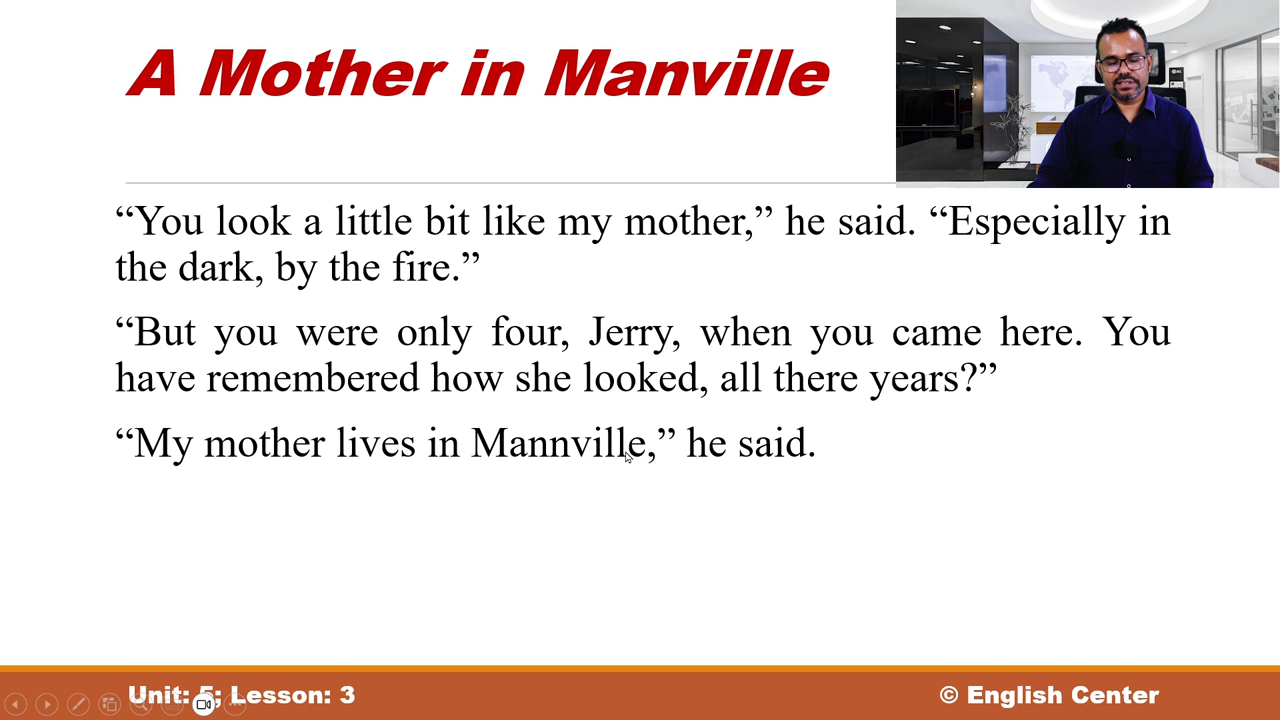 A Mother in Manville
“You look a little bit like my mother,” he said. “Especially in
the dark, by the fire.”
“But you were only four, Jerry, when you came here. You
have remembered how she looked, all there years?”
“My mother lives in Mannville,” he said.
Unit: 5; Lesson: 3
© English Center